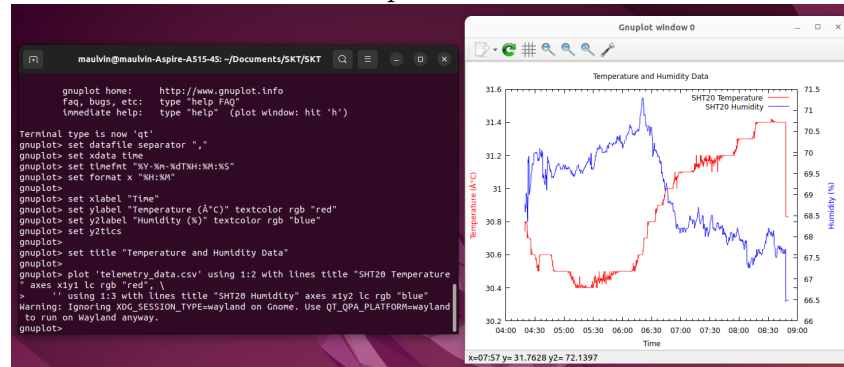 maulvin@maulvin-Aspire-A515-45: ~/Documents/SKT/SKT
gnuplot home:     http://www.gnuplot.info
faq, bugs, etc:   type "help FAQ"
immediate help:   type "help"  (plot window: hit 'h')
Terminal type is now 'qt'
gnuplot> set datafile separator ","
gnuplot> set xdata time
gnuplot> set timefmt "%Y-%m-%dT%H:%M:%S"
gnuplot> set format x "%H:%M"
gnuplot>
gnuplot> set xlabel "Time"
gnuplot> set ylabel "Temperature (Â°C)" textcolor rgb "red"
gnuplot> set y2label "Humidity (%)" textcolor rgb "blue"
gnuplot> set y2tics
gnuplot>
gnuplot> set title "Temperature and Humidity Data"
gnuplot>
gnuplot> plot 'telemetry_data.csv' using 1:2 with lines title "SHT20 Temperature
" axes x1y1 lc rgb "red", \
>     '' using 1:3 with lines title "SHT20 Humidity" axes x1y2 lc rgb "blue"
Warning: Ignoring XDG_SESSION_TYPE=wayland on Gnome. Use QT_QPA_PLATFORM=wayland
to run on Wayland anyway.
gnuplot>
Gnuplot window 0
Temperature and Humidity Data
SHT20 Temperature
SHT20 Humidity
31.6
31.4
31.2
31
30.8
30.6
30.4
30.2
Temperature (Â°C)
71.5
71
70.5
70
69.5
69
68.5
68
67.5
67
66.5
66
Humidity (%)
04:00 04:30 05:00 05:30 06:00 06:30 07:00 07:30 08:00 08:30 09:00
Time
x=07:57 y= 31.7628 y2= 72.1397